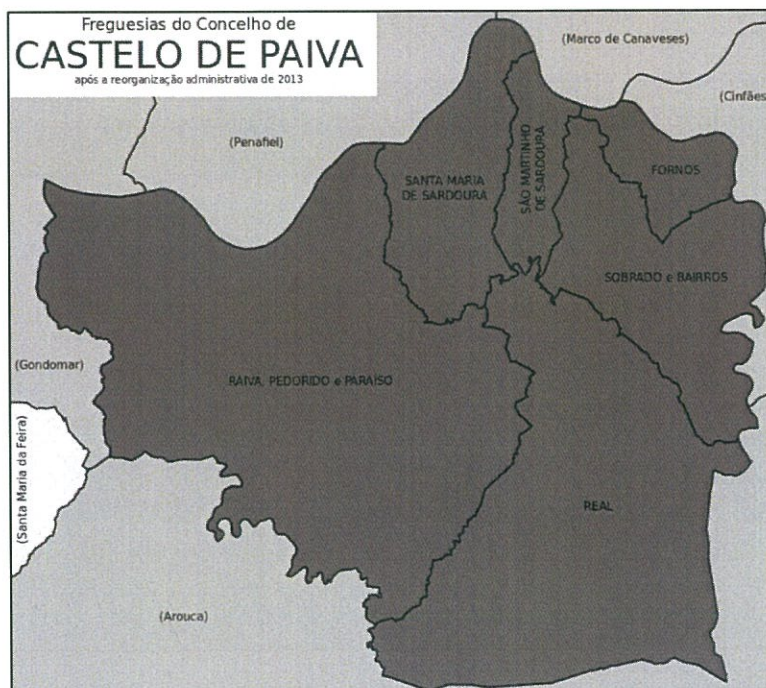 Freguesias do Concelho de
CASTELO DE PAIVA
após a reorganização administrativa de 2013
(Marco de Canaveses)
(Cinfães)
(Penafiel)
SANTA MARIA
DE SARDOURA
SÃO MARTINHO
DE SARDOURA
FORNOS
SOBRADO e BAIRROS
(Gondomar)
RAIVA, PEDORIDO e PARAÍSO
(Santa Maria da Feira)
REAL
(Arouca)